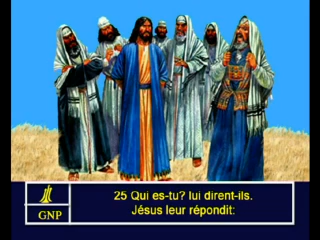 25 Qui es-tu? lui dirent-ils.
Jésus leur répondit:
GNP